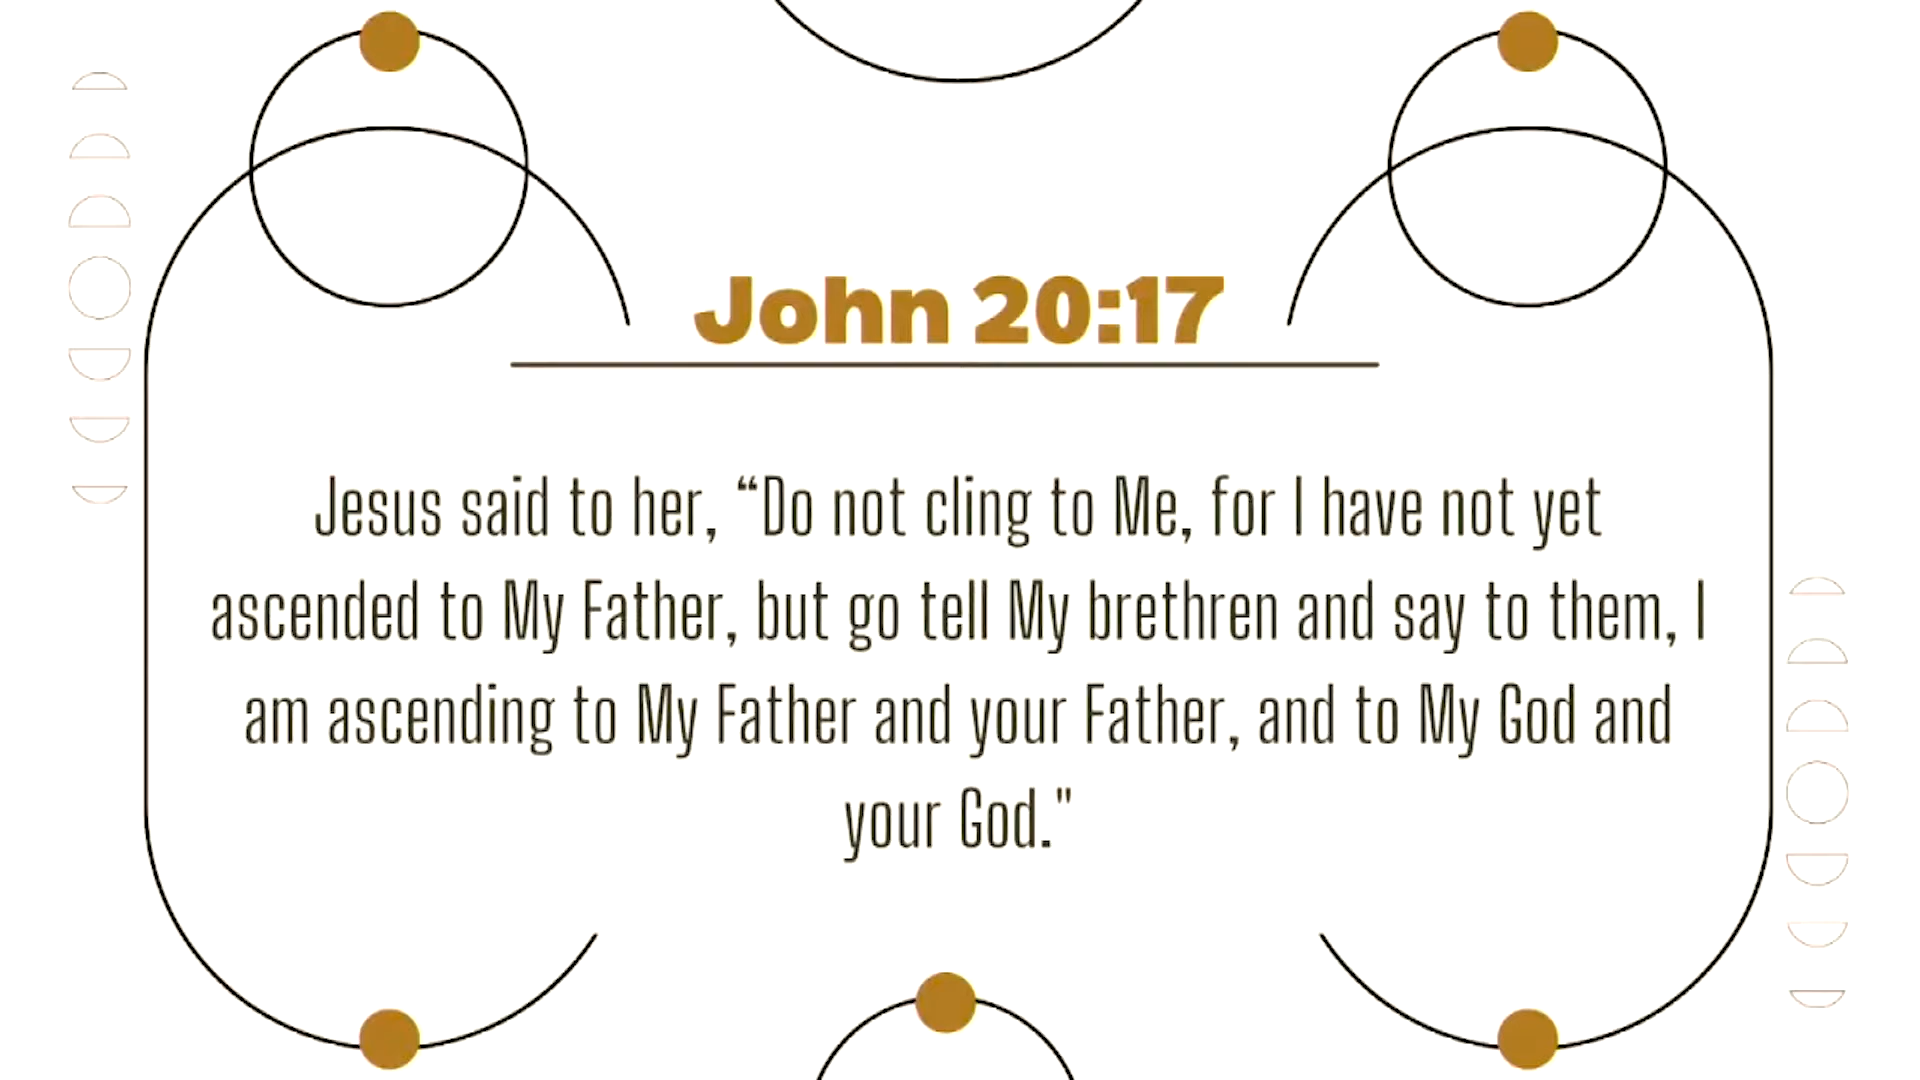 John 20:17
Jesus said to her, “Do not cling to Me, for I have not yet
ascended to My Father, but go tell My brethren and say to them, I
am ascending to My Father and your Father, and to My God and
your God."